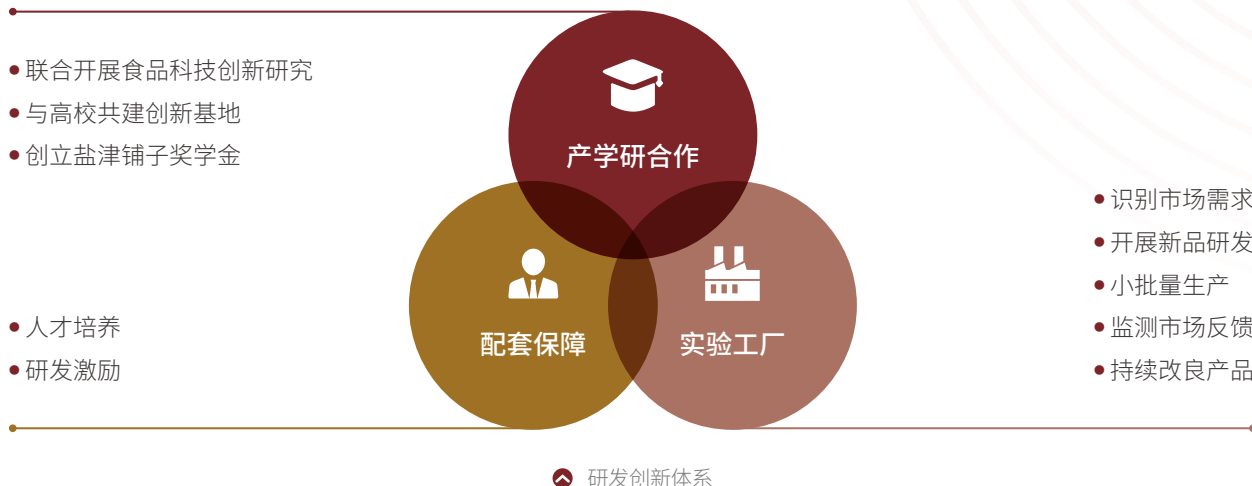 联合开展食品科技创新研究
与高校共建创新基地
创立盐津铺子奖学金
产学研合作
人才培养
研发激励
配套保障
实验工厂
识别市场需求
开展新品研发
小批量生产
监测市场反馈
持续改良产品
研发创新体系